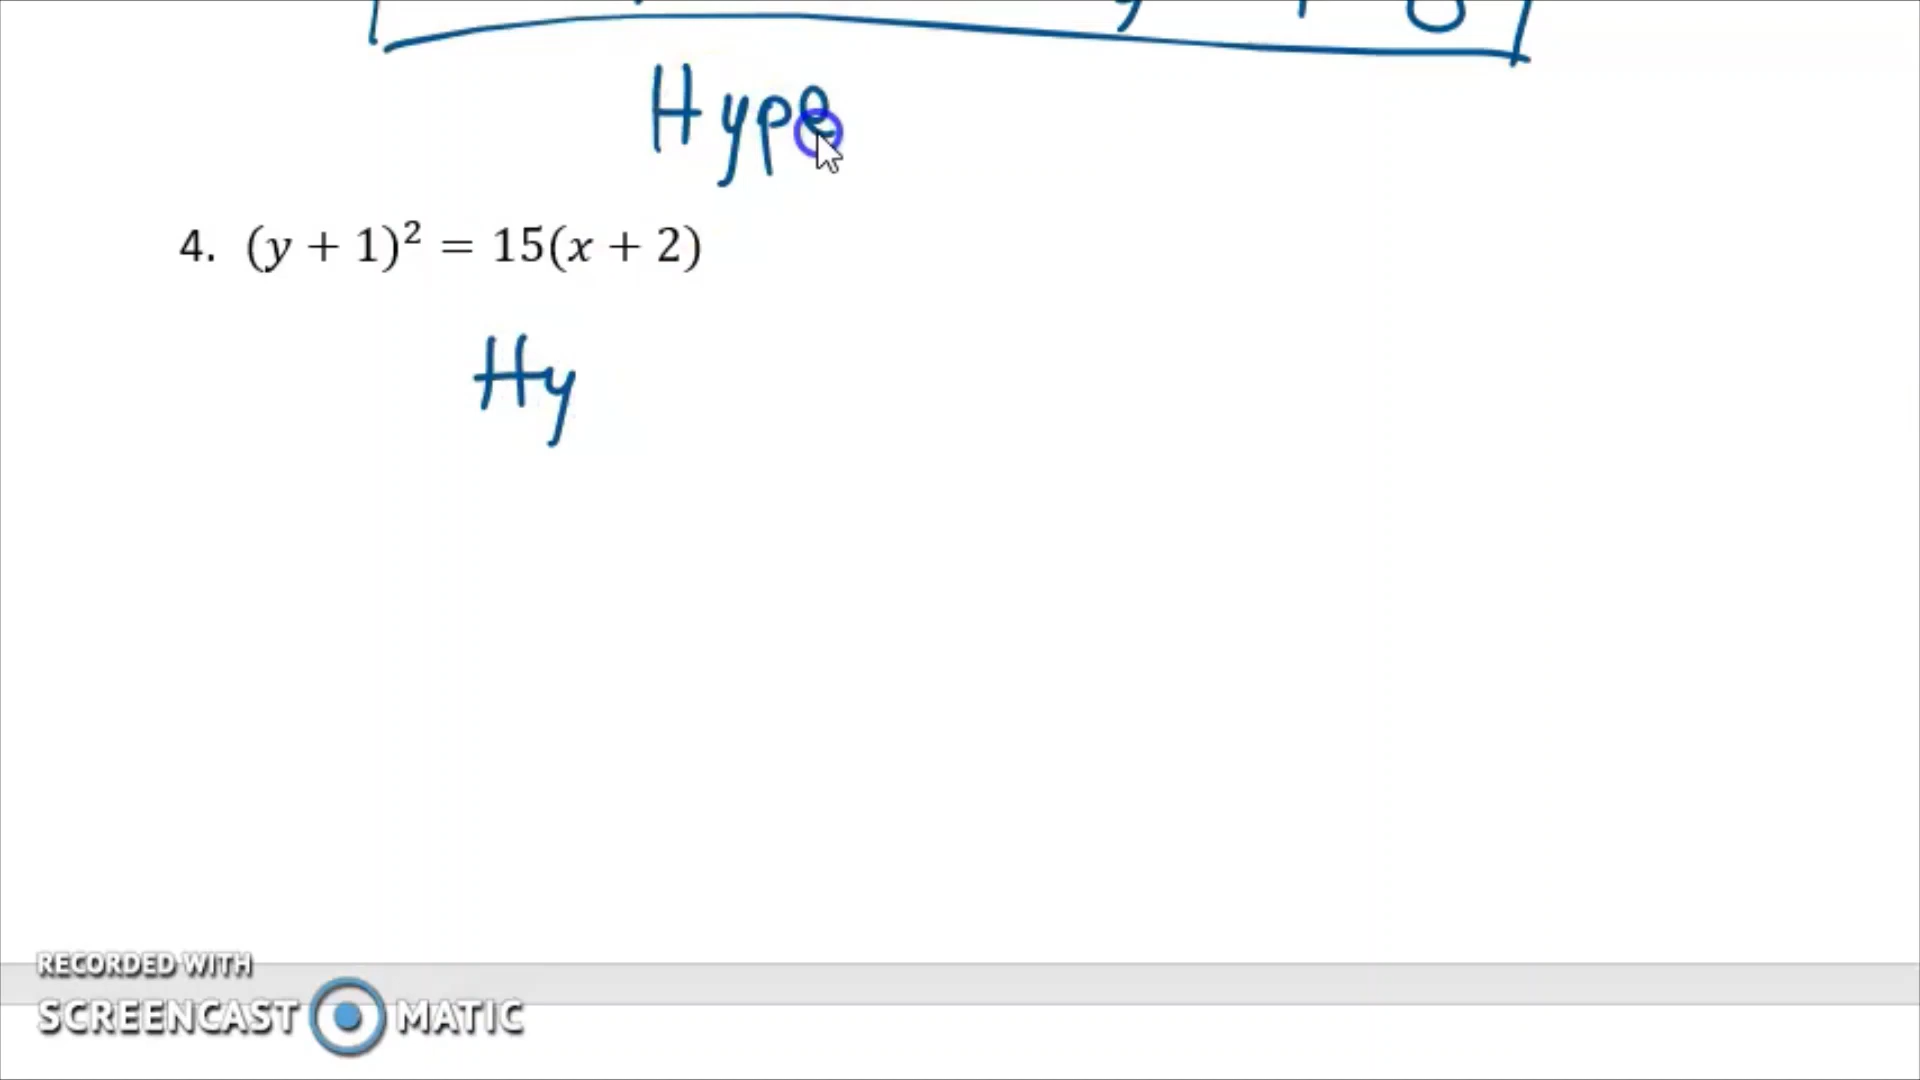 Hype
4. (y + 1)² = 15(x + 2)
Hy
RECORDED WITH
SCREENCAST MATIC